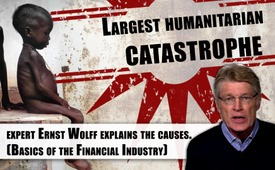 LARGEST HUMANITARIAN
CATASTROPHE
EXPERT ERNST WOLFF EXPLAINS THE CAUSES.
(BASICS OF THE FINANCIAL INDUSTRY)